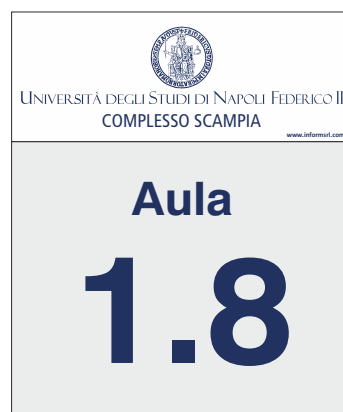 UNIVERSITÀ DEGLI STUDI DI NAPOLI FEDERICO II
COMPLESSO SCAMPIA
www.informsrl.com
Aula
1.8